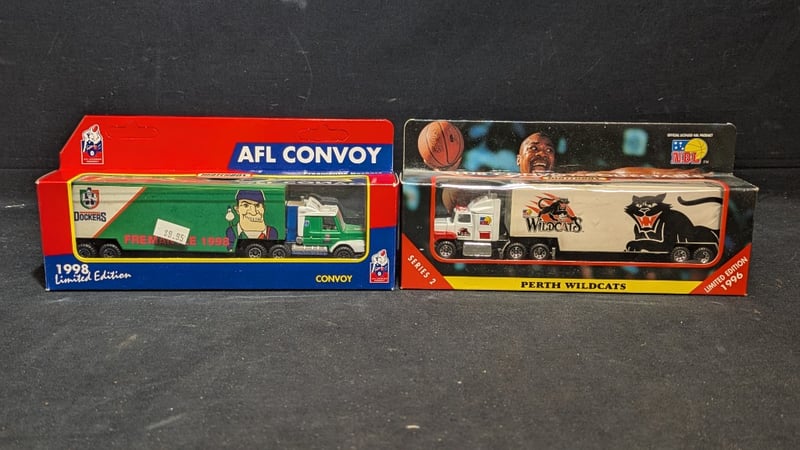 AFL CONVOY
DOCKERS
FREMANTLE 1998
$9.95
1998
Limited Edition
CONVOY
NBL
WILDCATS
SERIES 2
PERTH WILDCATS
LIMITED EDITION
1996